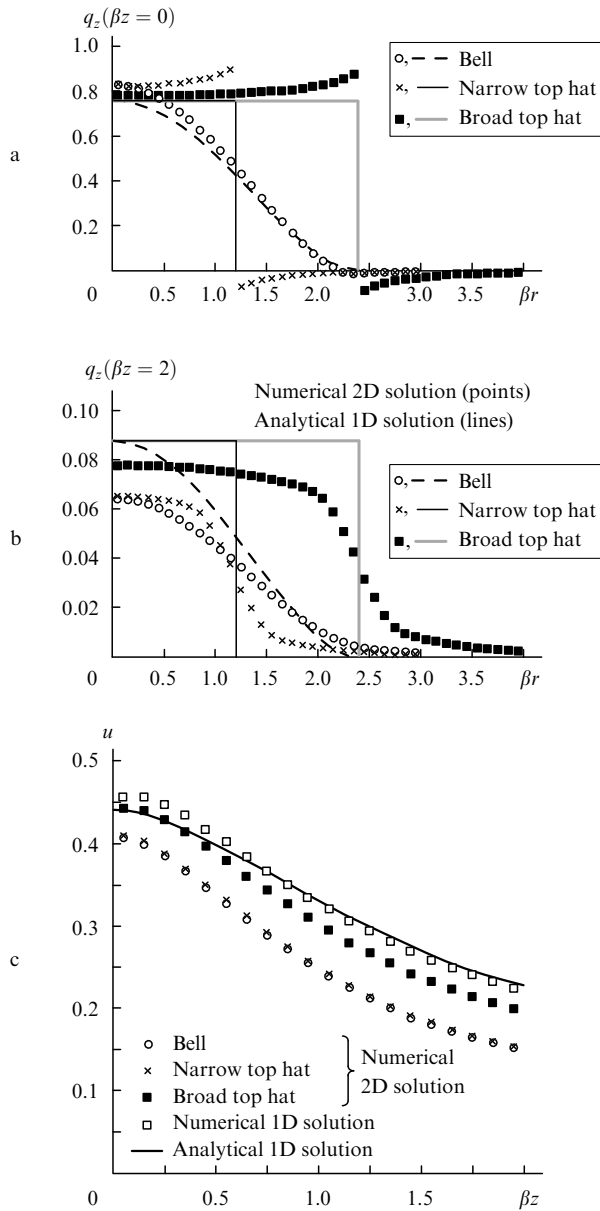 q_z(βz = 0)
1.0
0.8
0.6
0.4
0.2
0
0.5
1.0
1.5
2.0
3.0
3.5
βr
Bell
Narrow top hat
Broad top hat
a
q_z(βz = 2)
Numerical 2D solution (points)
Analytical 1D solution (lines)
0.10
0.08
0.06
0.04
0.02
0
0.5
1.0
1.5
2.0
2.5
3.0
3.5
βr
Bell
Narrow top hat
Broad top hat
b
u
0.5
0.4
0.3
0.2
0.1
0
0.5
1.0
1.5
βz
Bell
Narrow top hat
Broad top hat
Numerical
2D solution
Numerical 1D solution
Analytical 1D solution
c